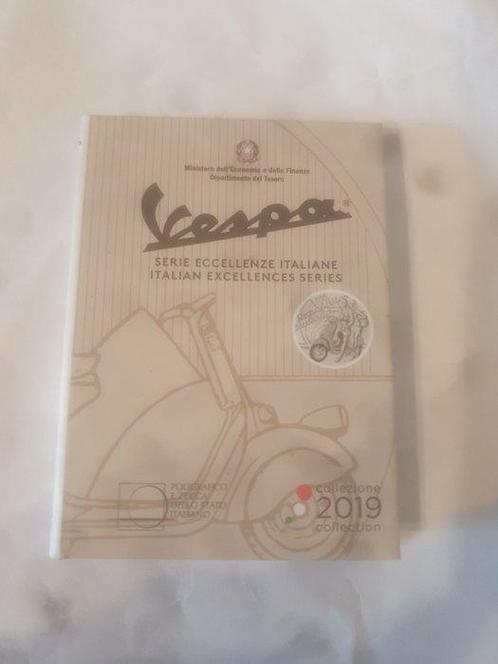 Ministero dell'Economia e delle Finanze
Dipartimento del Tesoro
Vespa®
SERIE ECCELLENZE ITALIANE
ITALIAN EXCELLENCES SERIES
POLIGRAFICO
E ZECCA
DELLO STATO
ITALIANO
collezione
2019
collection